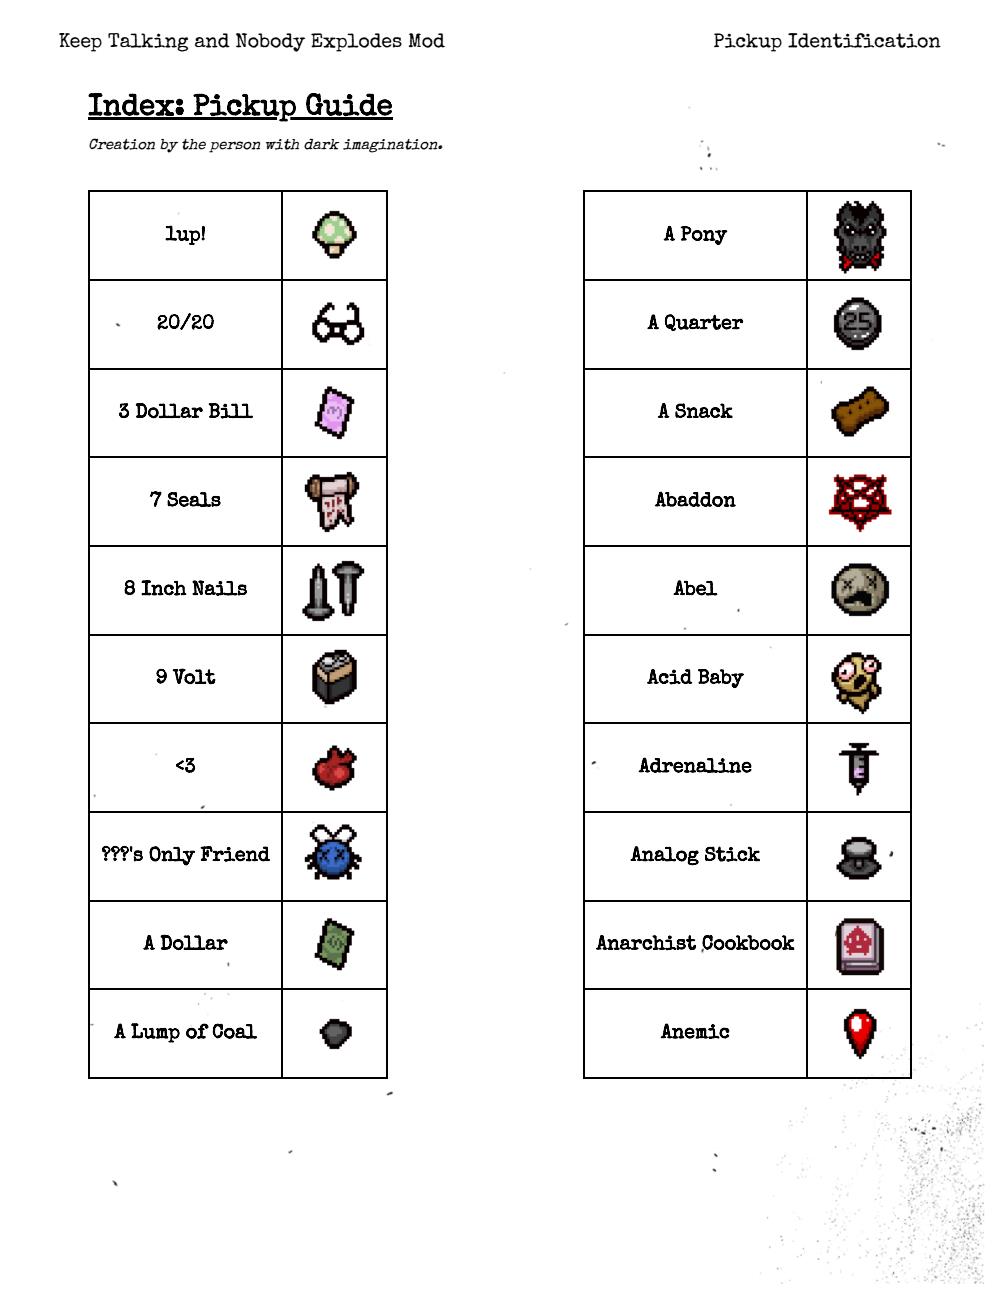 Keep Talking and Nobody Explodes Mod
Pickup Identification
Index: Pickup Guide
Creation by the person with dark imagination.
1up!
20/20
3 Dollar Bill
7 Seals
8 Inch Nails
9 Volt
<3
???'s Only Friend
A Dollar
A Lump of Coal
A Pony
A Quarter
25
A Snack
Abaddon
Abel
Acid Baby
Adrenaline
Analog Stick
Anarchist Cookbook
Anemic